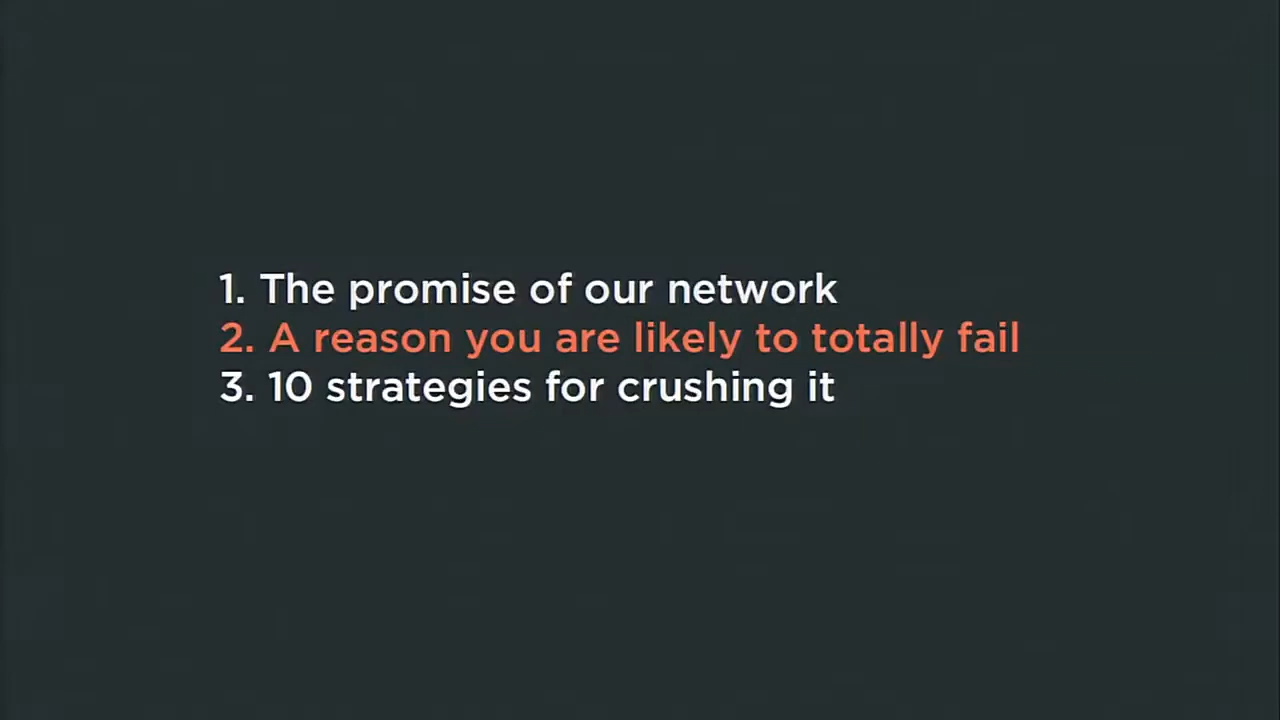 1. The promise of our network
2. A reason you are likely to totally fail
3. 10 strategies for crushing it